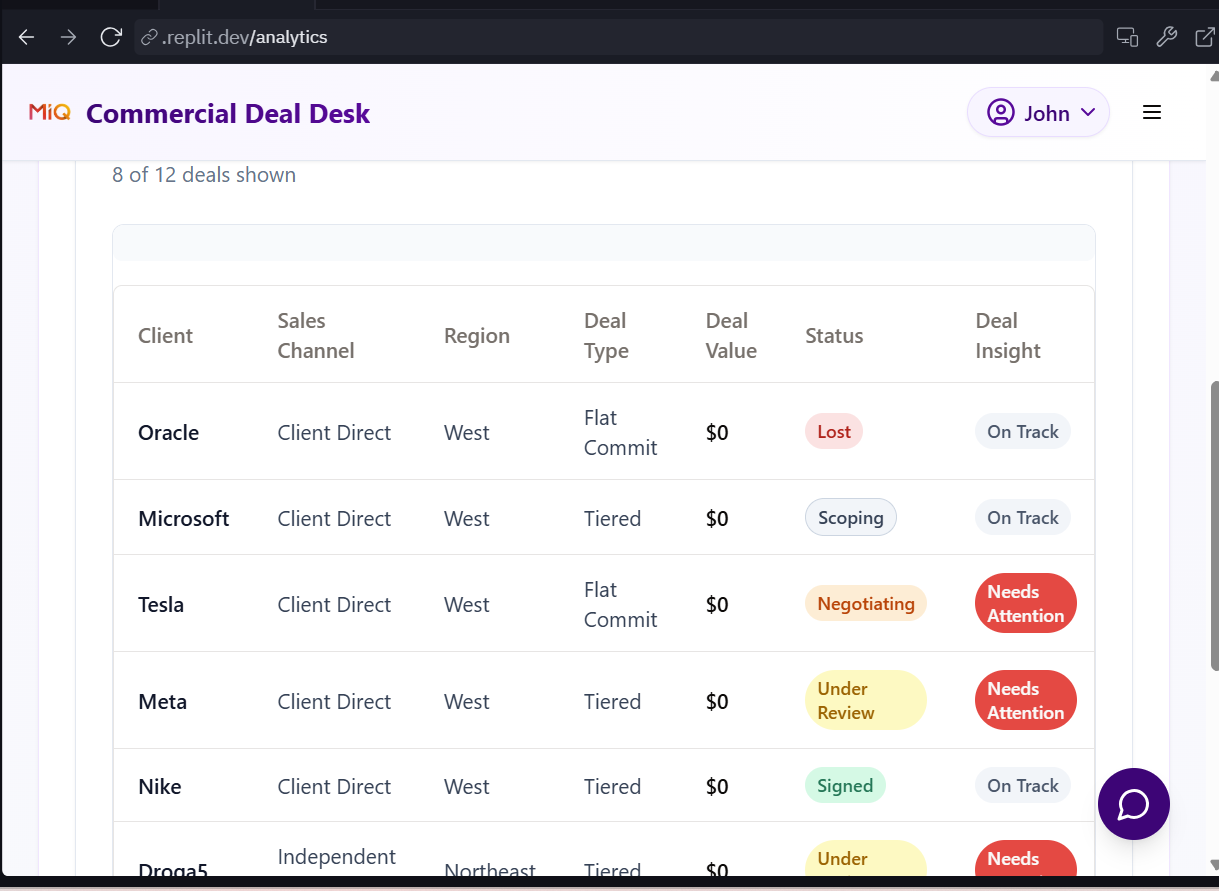 .replit.dev/analytics
MiQ Commercial Deal Desk
John
8 of 12 deals shown
Client Sales Channel Region Deal Type Deal Value Status Deal Insight
Oracle Client Direct West Flat Commit $0 Lost On Track
Microsoft Client Direct West Tiered $0 Scoping On Track
Tesla Client Direct West Flat Commit $0 Negotiating Needs Attention
Meta Client Direct West Tiered $0 Under Review Needs Attention
Nike Client Direct West Tiered $0 Signed On Track
Droga5 Independent Northeast Tiered $0 Under Needs